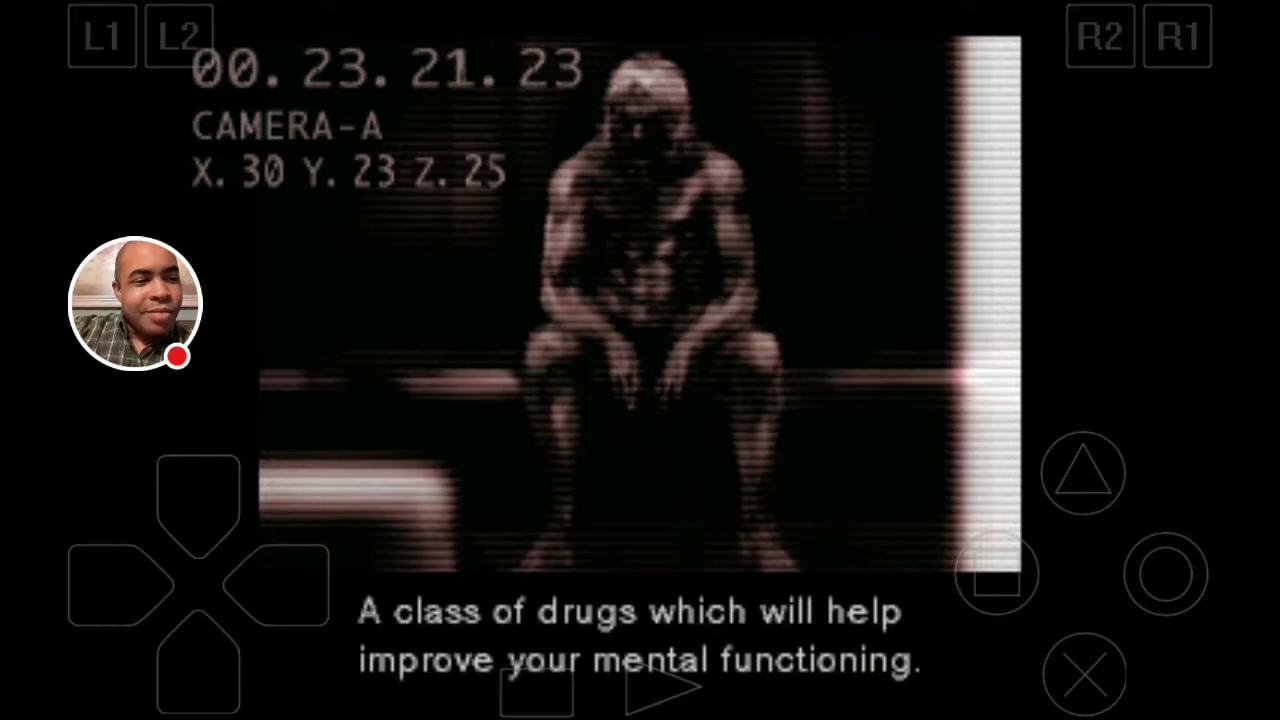 L1 L2 R2 R1
00. 23. 21. 23
CAMERA-A
X. 30 Y. 23 Z. 25
A class of drugs which will help
improve your mental functioning.